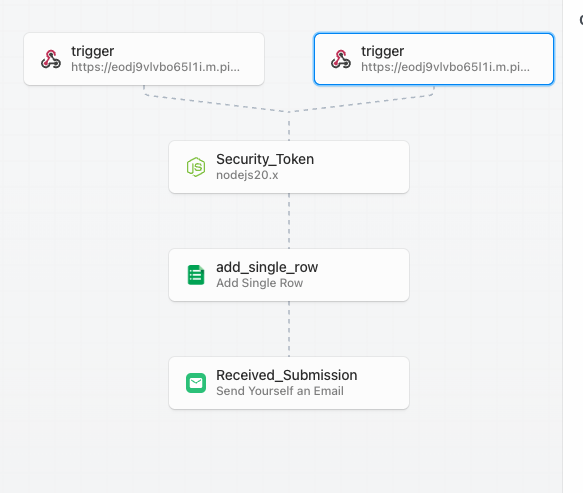 trigger
https://eodj9vlvbo65l1i.m.pi...
trigger
https://eodj9vlvbo65l1i.m.pi...
Security_Token
nodejs20.x
add_single_row
Add Single Row
Received_Submission
Send Yourself an Email